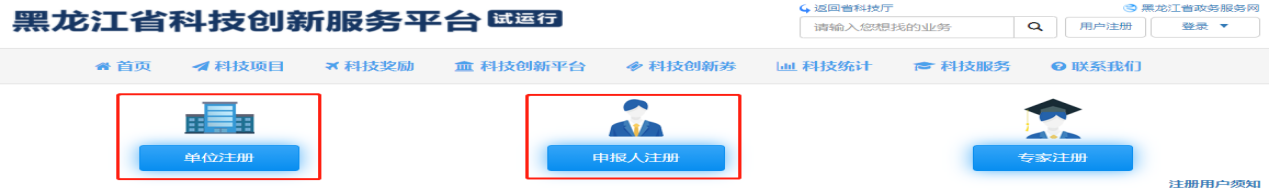 黑龙江省科技创新服务平台 试运行
返回省科技厅 黑龙江省政务服务网
请输入您想找的业务 用户注册 登录
首页 科技项目 科技奖励 科技创新平台 科技创新券 科技统计 科技服务 联系我们
单位注册 申报人注册 专家注册
注册用户须知